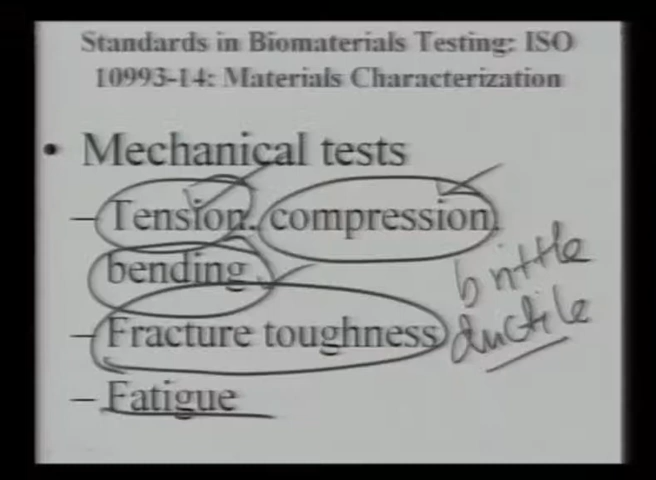 Standards in Biomaterials Testing: ISO
10993-14: Materials Characterization
• Mechanical tests
– Tension, compression,
bending
brittle
– Fracture toughness
ductile
– Fatigue